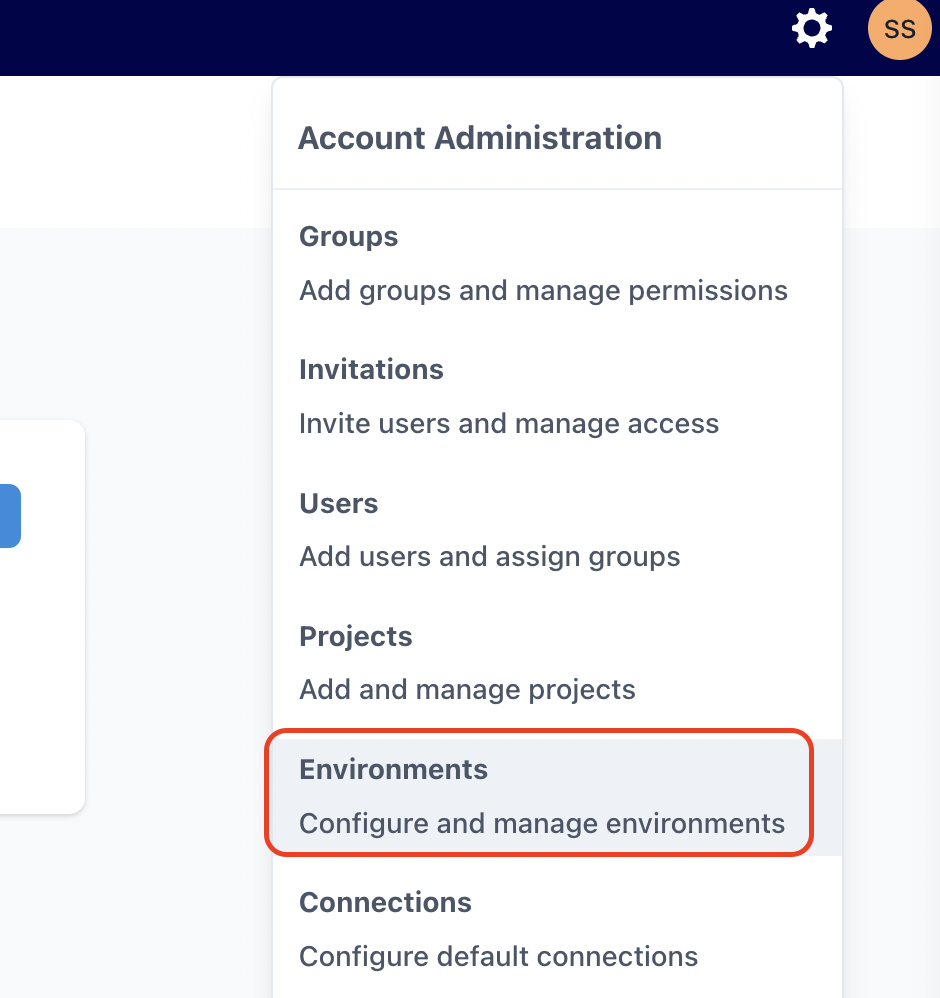 SS
Account Administration
Groups
Add groups and manage permissions
Invitations
Invite users and manage access
Users
Add users and assign groups
Projects
Add and manage projects
Environments
Configure and manage environments
Connections
Configure default connections